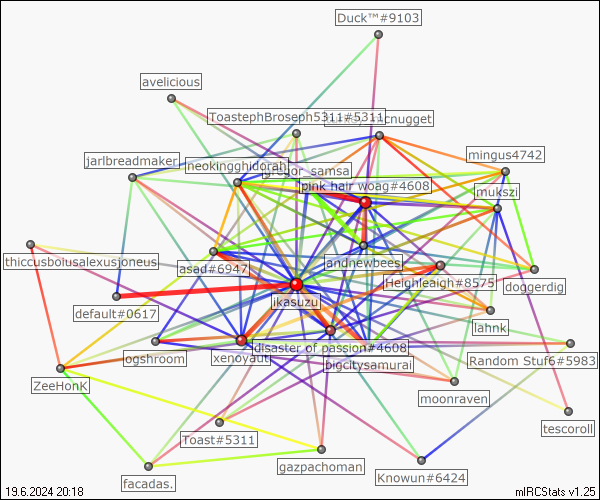 Duck™#9103
avelicious
ToastephBroseph5311#5311
cnugget
mingus4742
jarlbreadmaker
neokingghidorah
gregor_samsa
pink hair woag#4608
mukszi
thiccusbotusalexusjoneus
asad#6947
andnewbees
Heighleaigh#8575
doggerdig
default#0617
ikasuzu
lahnk
ogshroom
xenovaut
disaster of passion#4608
bigcitysamurai
Random Stuf6#5983
ZeeHonK
moonraven
Toast#5311
tescoroll
gazpachoman
facadas.
Knowun#6424
19.6.2024 20:18
mIRCStats v1.25